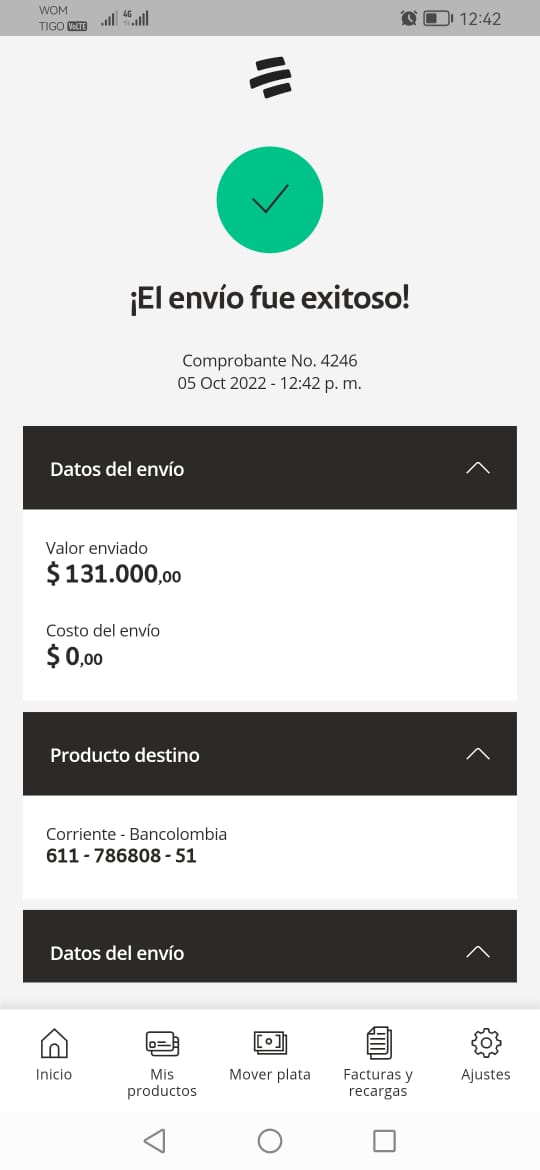 WOM
TIGO VoLTE
4G
12:42
¡El envío fue exitoso!
Comprobante No. 4246
05 Oct 2022 - 12:42 p. m.
Datos del envío
Valor enviado
$ 131.000,00
Costo del envío
$ 0,00
Producto destino
Corriente - Bancolombia
611 - 786808 - 51
Datos del envío
Inicio
Mis
productos
Mover plata
Facturas y
recargas
Ajustes